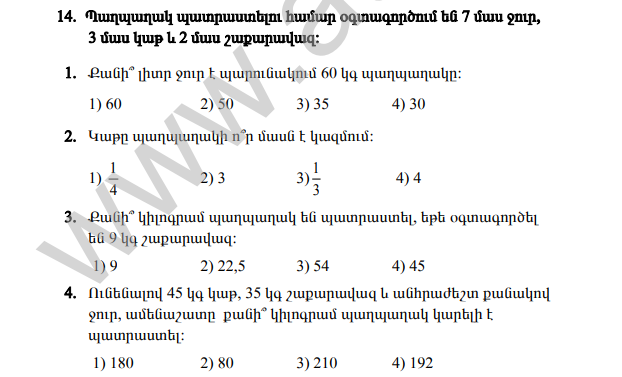 14. Պաղպաղակ պատրաստելու համար օգտագործում են 7 մաս ջուր,
3 մաս կաթ և 2 մաս շաքարավազ:
1. Քանի՞ լիտր ջուր է պարունակում 60 կգ պաղպաղակը:
1) 60 2) 50 3) 35 4) 30
2. Կաթը պաղպաղակի ո՞ր մասն է կազմում:
1) 1/4 2) 3 3) 1/3 4) 4
3. Քանի՞ կիլոգրամ պաղպաղակ են պատրաստել, եթե օգտագործել
են 9 կգ շաքարավազ:
1) 9 2) 22,5 3) 54 4) 45
4. Ունենալով 45 կգ կաթ, 35 կգ շաքարավազ և անհրաժեշտ քանակով
ջուր, ամենաշատը քանի՞ կիլոգրամ պաղպաղակ կարելի է
պատրաստել:
1) 180 2) 80 3) 210 4) 192
www.a